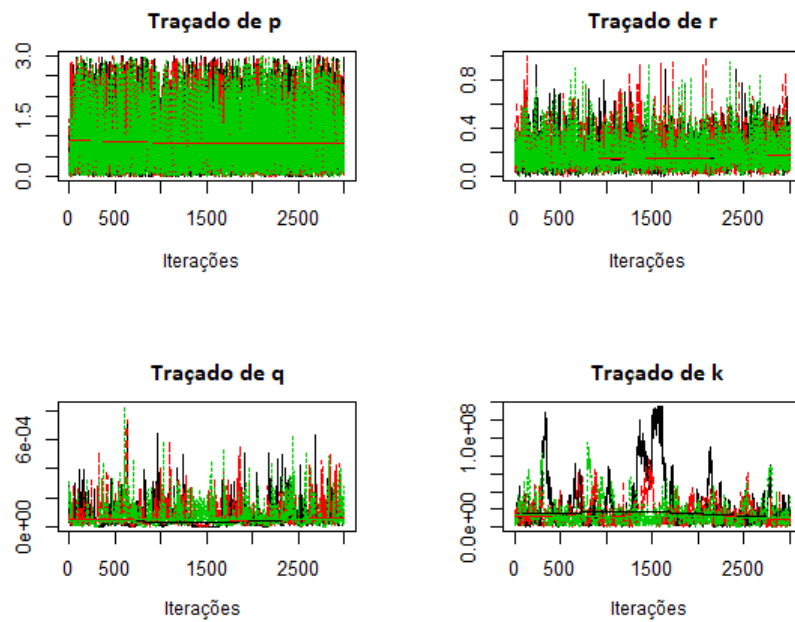 Traçado de p
Traçado de r
0.0 1.5 3.0
0.0 0.4 0.8
0 500 1500 2500
0 500 1500 2500
Iterações
Iterações
Traçado de q
Traçado de k
0e+00 6e-04
0.0e+00 1.0e+08
0 500 1500 2500
0 500 1500 2500
Iterações
Iterações